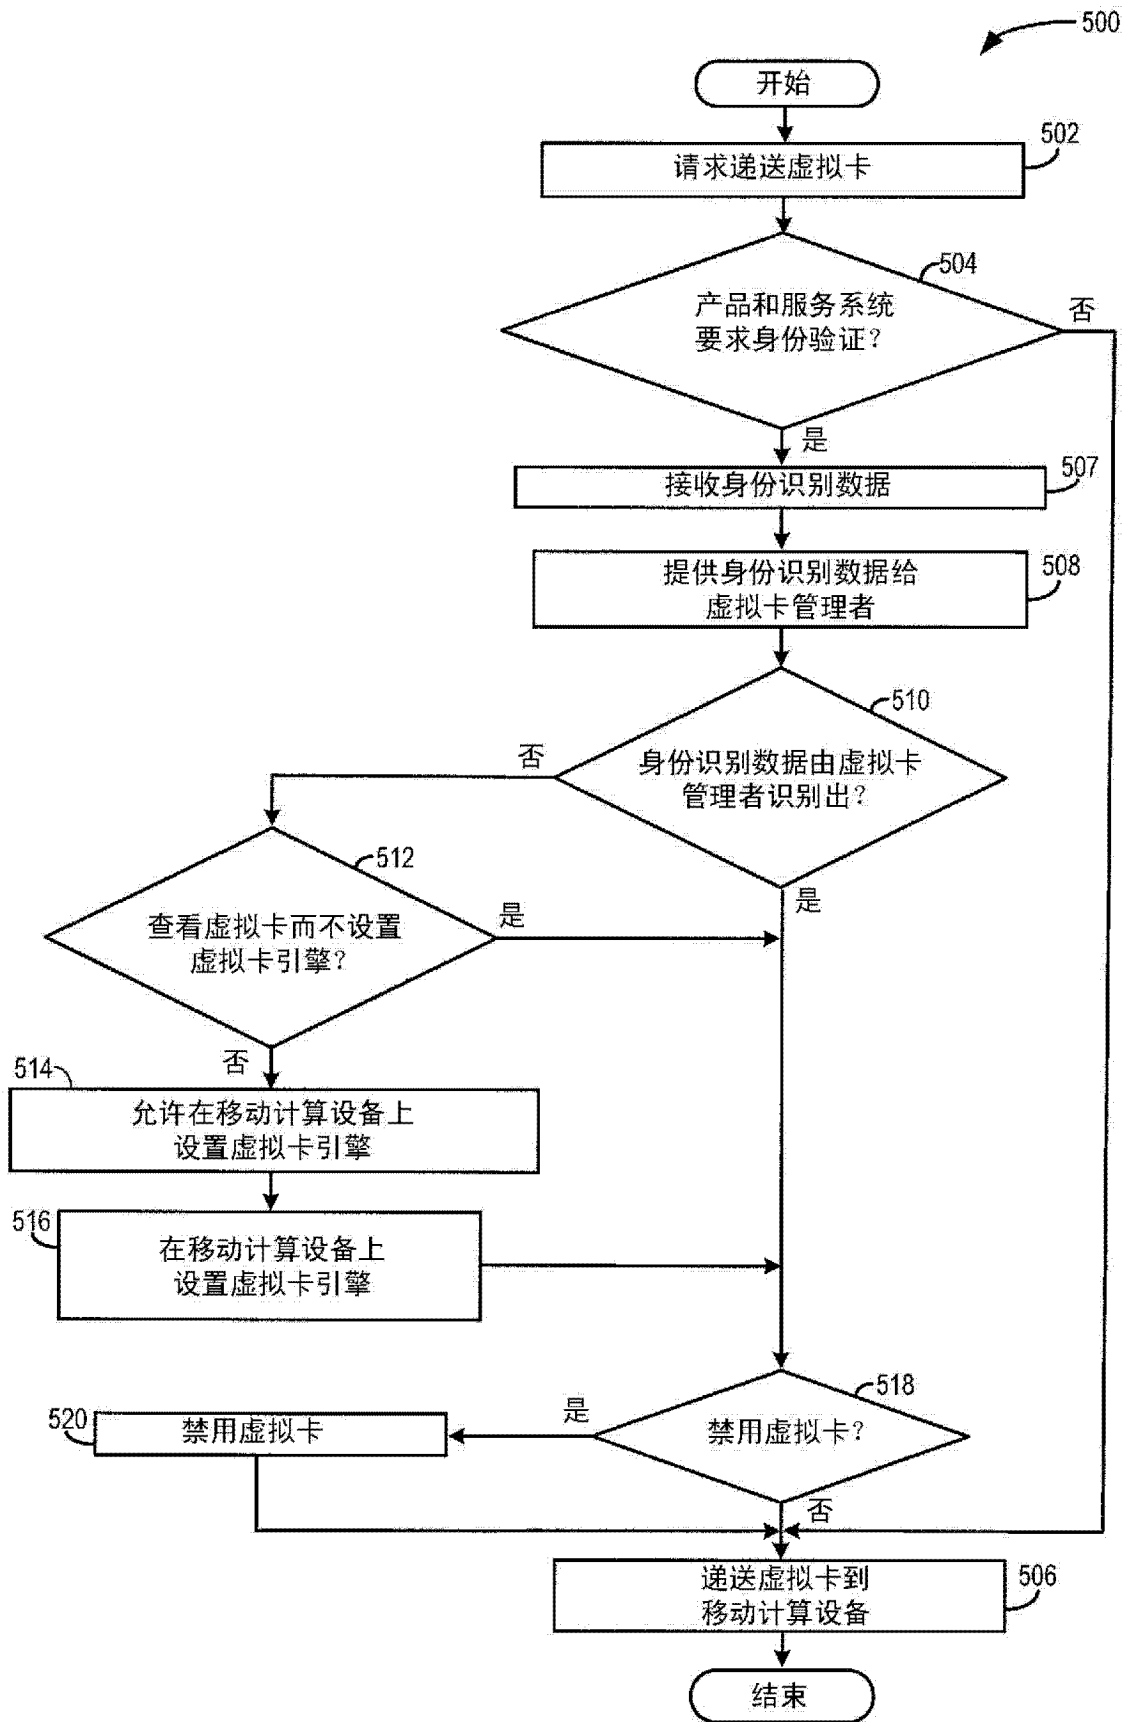 500
开始
502
请求递送虚拟卡
504
产品和服务系统
要求身份验证?
否
是
507
接收身份识别数据
508
提供身份识别数据给
虚拟卡管理者
510
身份识别数据由虚拟卡
管理者识别出?
否
是
512
查看虚拟卡而不设置
虚拟卡引擎?
是
否
514
允许在移动计算设备上
设置虚拟卡引擎
516
在移动计算设备上
设置虚拟卡引擎
518
禁用虚拟卡?
是
520
禁用虚拟卡
否
506
递送虚拟卡到
移动计算设备
结束